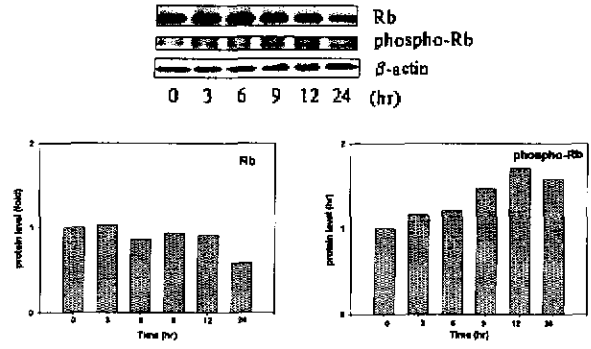 Rb
phospho-Rb
β-actin
0 3 6 9 12 24 (hr)
2
1
0
protein level (fold)
Rb
0 3 6 9 12 24
Time (hr)
2
1
0
protein level (hr)
phospho-Rb
0 3 6 9 12 24
Time (hr)